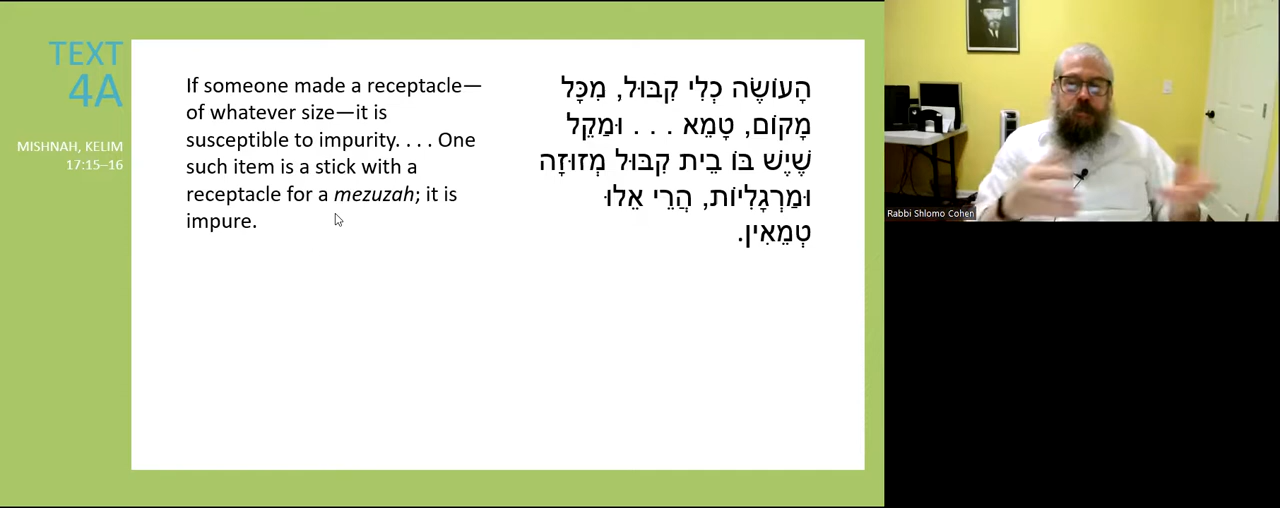 TEXT
4A
MISHNAH, KELIM
17:15–16
If someone made a receptacle—
of whatever size—it is
susceptible to impurity. . . . One
such item is a stick with a
receptacle for a mezuzah; it is
impure.
הָעוֹשֶׂה כְלִי קִבּוּל, מִכָּל
מָקוֹם, טָמֵא . . . וּמַקֵל
שֶׁיֶשׁ בּוֹ בֵית קִבּוּל מְזוּזָה
וּמַרְגָלִיוֹת, הֲרֵי אֵלוּ
טְמֵאִין.
Rabbi Shlomo Cohen